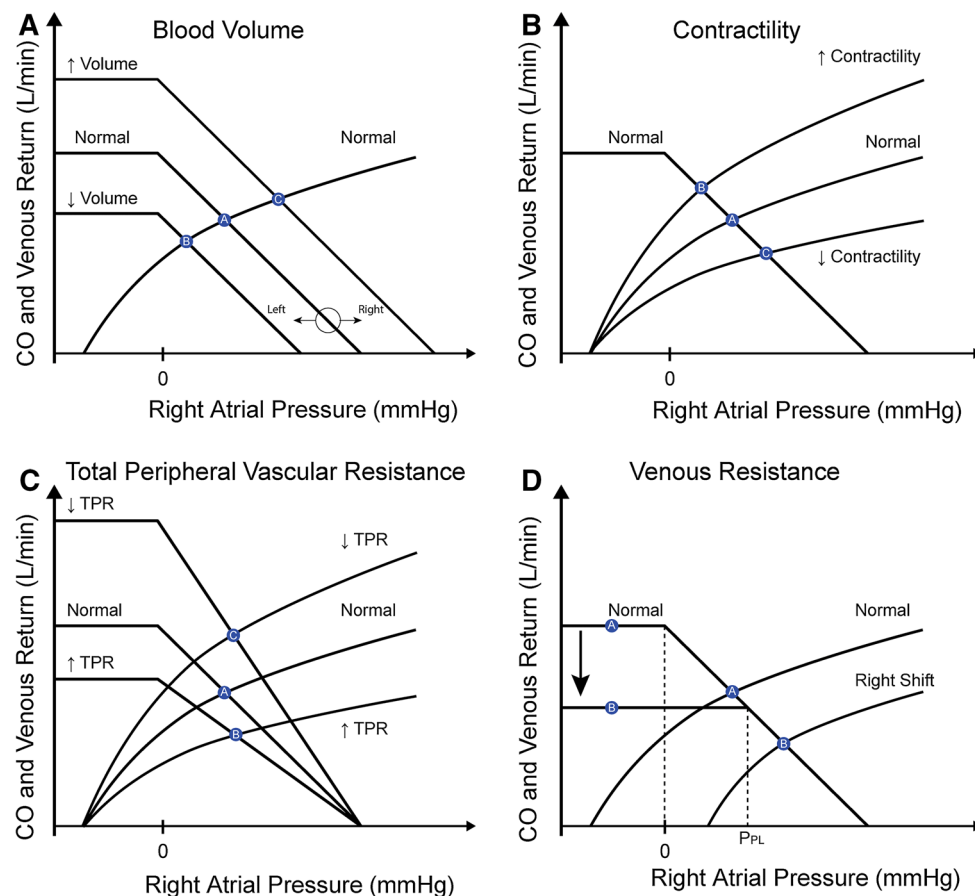 A
Blood Volume
CO and Venous Return (L/min)
↑ Volume
Normal
↓ Volume
Normal
C
A
B
Left
Right
0
Right Atrial Pressure (mmHg)
B
Contractility
CO and Venous Return (L/min)
↑ Contractility
Normal
Normal
B
A
C
↓ Contractility
0
Right Atrial Pressure (mmHg)
C
Total Peripheral Vascular Resistance
CO and Venous Return (L/min)
↓ TPR
↓ TPR
Normal
Normal
C
↑ TPR
A
B
↑ TPR
0
Right Atrial Pressure (mmHg)
D
Venous Resistance
CO and Venous Return (L/min)
Normal
Normal
A
Right Shift
A
B
B
0
PPL
Right Atrial Pressure (mmHg)